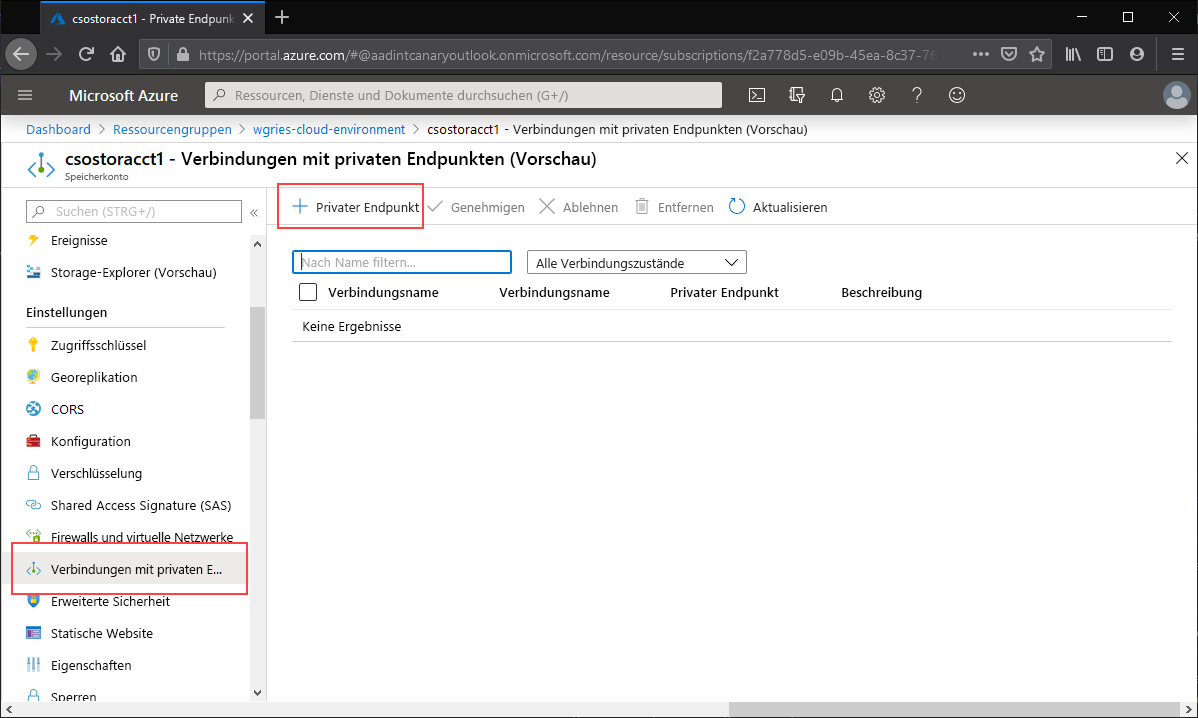 csostoracct1 - Private Endpunk
https://portal.azure.com/#@aadintcanaryoutlook.onmicrosoft.com/resource/subscriptions/f2a778d5-e09b-45ea-8c37-76
Microsoft Azure
Ressourcen, Dienste und Dokumente durchsuchen (G+/)
Dashboard > Ressourcengruppen > wgries-cloud-environment > csostoracct1 - Verbindungen mit privaten Endpunkten (Vorschau)
csostoracct1 - Verbindungen mit privaten Endpunkten (Vorschau)
Speicherkonto
Suchen (STRG+/)
«
Ereignisse
Storage-Explorer (Vorschau)
Einstellungen
Zugriffsschlüssel
Georeplikation
CORS
Konfiguration
Verschlüsselung
Shared Access Signature (SAS)
Firewalls und virtuelle Netzwerke
Verbindungen mit privaten E...
Erweiterte Sicherheit
Statische Website
Eigenschaften
Sperren
Privater Endpunkt Genehmigen Ablehnen Entfernen Aktualisieren
Nach Name filtern... Alle Verbindungszustände
Verbindungsname Verbindungsname Privater Endpunkt Beschreibung
Keine Ergebnisse